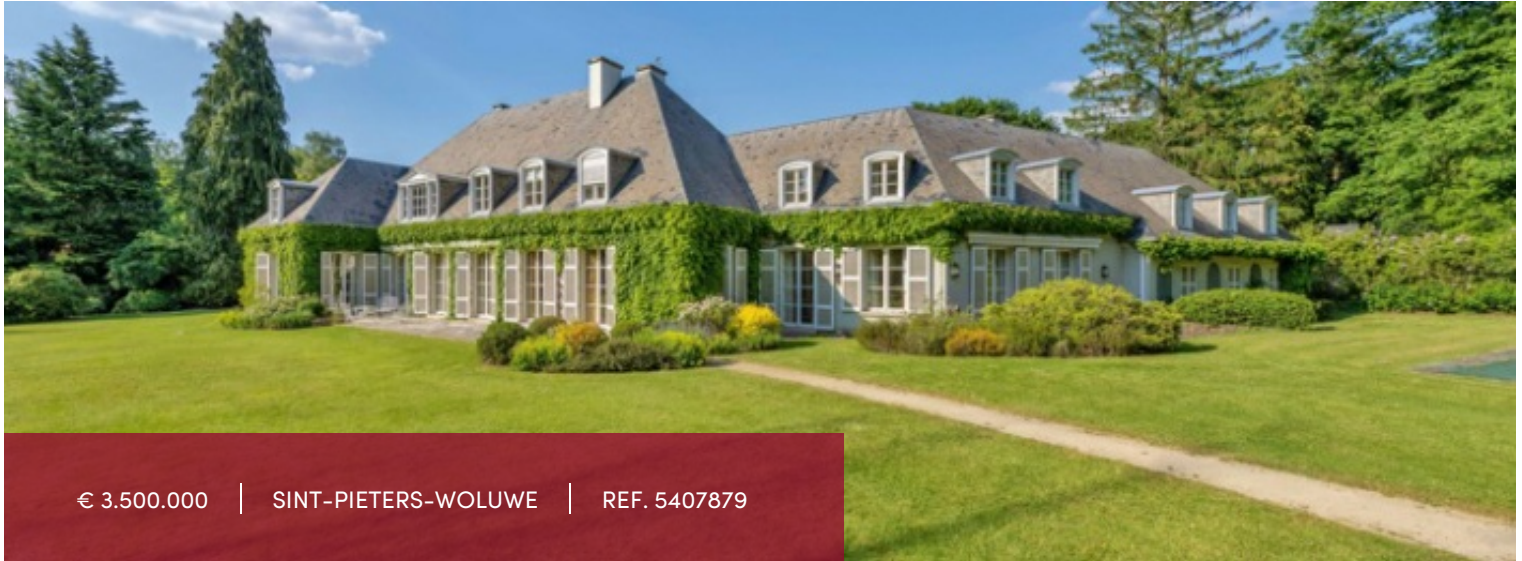 € 3.500.000 | SINT-PIETERS-WOLUWE | REF. 5407879